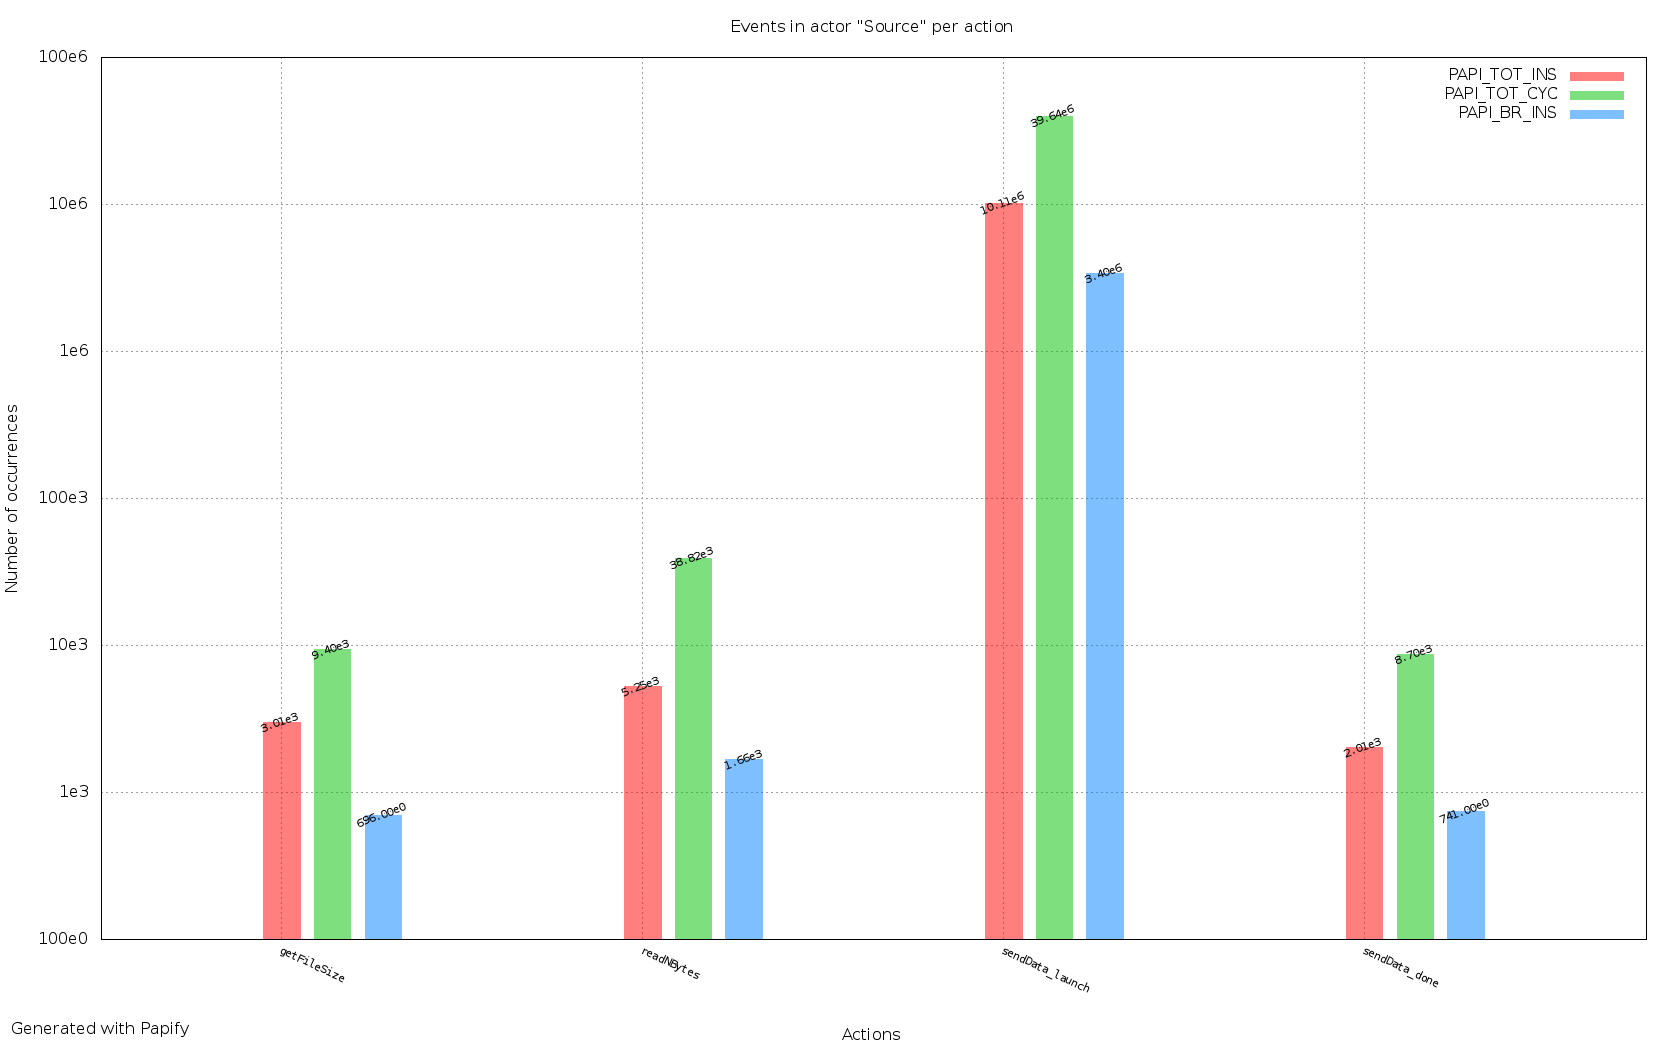 Events in actor "Source" per action
100e6
10e6
1e6
100e3
10e3
1e3
100e0
Number of occurrences
PAPI_TOT_INS
PAPI_TOT_CYC
PAPI_BR_INS
3.01e3
9.40e3
696.00e0
5.25e3
38.82e3
1.66e3
10.11e6
39.64e6
3.40e6
2.01e3
8.70e3
741.00e0
getFileSize
readNBytes
sendData_launch
sendData_done
Actions
Generated with Papify